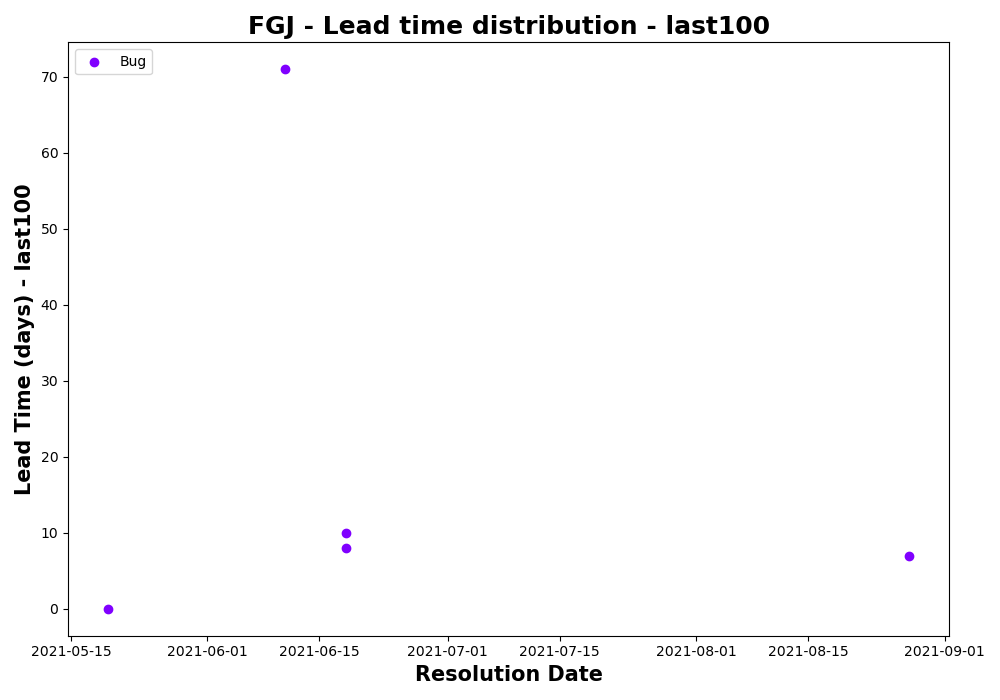 FGJ - Lead time distribution - last100
Bug
Lead Time (days) - last100
70
60
50
40
30
20
10
0
2021-05-15 2021-06-01 2021-06-15 2021-07-01 2021-07-15 2021-08-01 2021-08-15 2021-09-01
Resolution Date